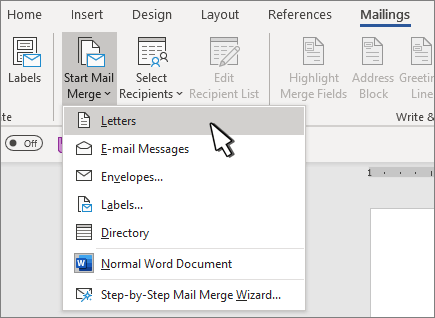 Home Insert Design Layout References Mailings
Labels
Start Mail
Merge
Select
Recipients
Edit
Recipient List
Highlight
Merge Fields
Address
Block
Greetin
Line
te
Write &
Off
Letters
E-mail Messages
Envelopes...
Labels...
Directory
Normal Word Document
Step-by-Step Mail Merge Wizard...
1